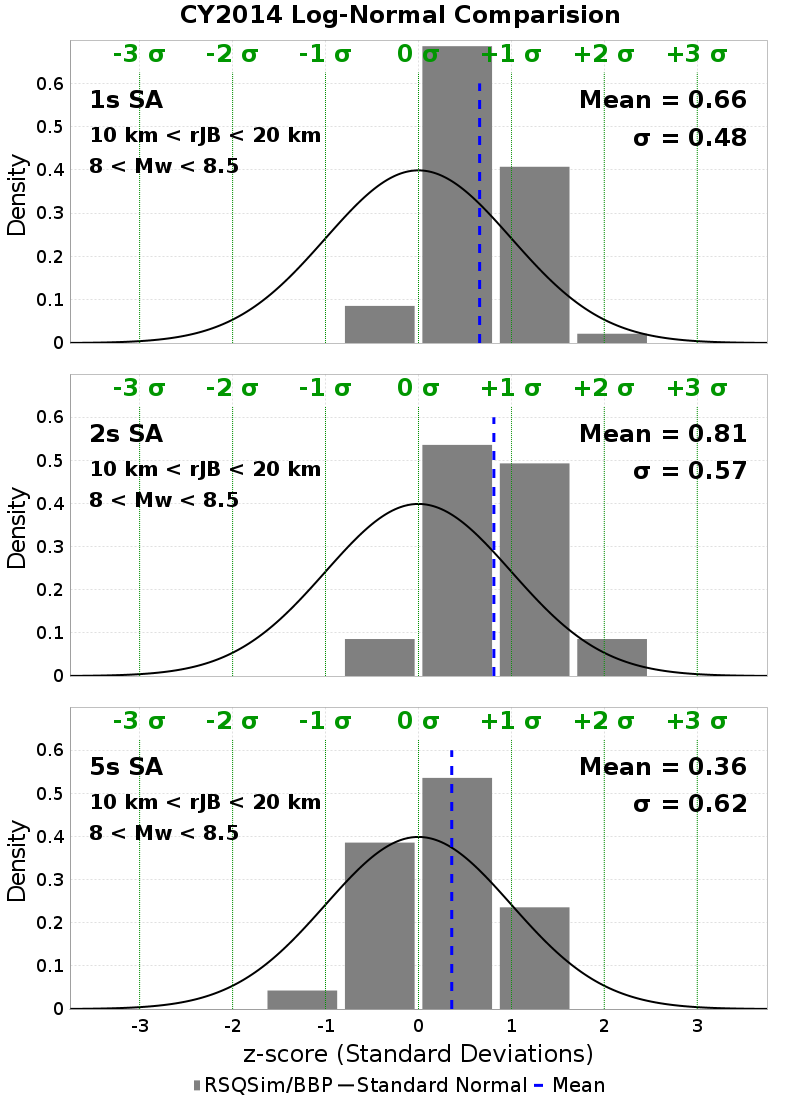 CY2014 Log-Normal Comparision
-3 σ -2 σ -1 σ 0 σ +1 σ +2 σ +3 σ
0.6
1s SA Mean = 0.66
0.5
10 km < rJB < 20 km σ = 0.48
0.4
8 < Mw < 8.5
0.3
0.2
0.1
0
Density
-3 σ -2 σ -1 σ 0 σ +1 σ +2 σ +3 σ
0.6
2s SA Mean = 0.81
0.5
10 km < rJB < 20 km σ = 0.57
0.4
8 < Mw < 8.5
0.3
0.2
0.1
0
Density
-3 σ -2 σ -1 σ 0 σ +1 σ +2 σ +3 σ
0.6
5s SA Mean = 0.36
0.5
10 km < rJB < 20 km σ = 0.62
0.4
8 < Mw < 8.5
0.3
0.2
0.1
0
Density
-3 -2 -1 0 1 2 3
z-score (Standard Deviations)
RSQSim/BBP Standard Normal Mean